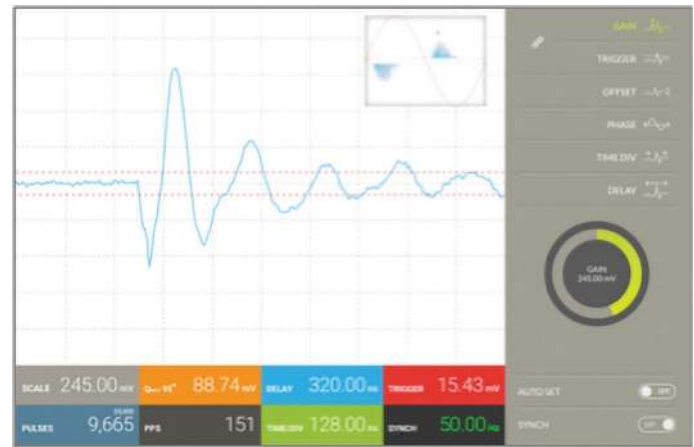 GAIN
TRIGGER
OFFSET
PHASE
TIME DIV
DELAY
GAIN
245.00 mV
SCALE 245.00 mV 95° 88.74 mV DELAY 320.00 ns TRIGGER 15.43 mV
AUTO SET OFF
PULSES 9,665 PPS 151 TIME DIV 128.00 SYNCH 50.00 Hz
SYNCH